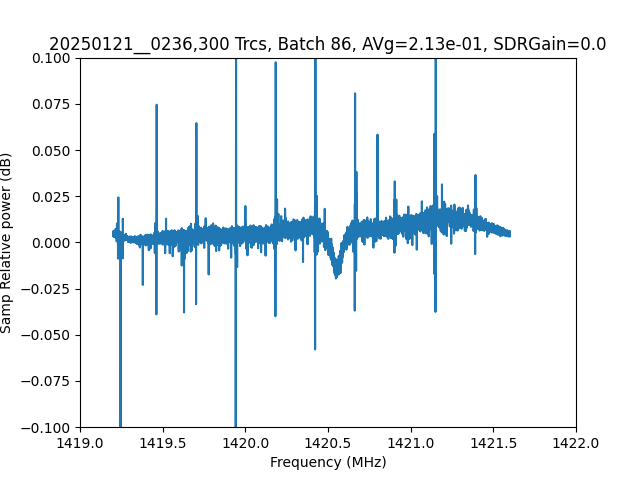 20250121__0236,300 Trcs, Batch 86, AVg=2.13e-01, SDRGain=0.0
0.100
0.075
0.050
0.025
0.000
−0.025
−0.050
−0.075
−0.100
Samp Relative power (dB)
1419.0 1419.5 1420.0 1420.5 1421.0 1421.5 1422.0
Frequency (MHz)